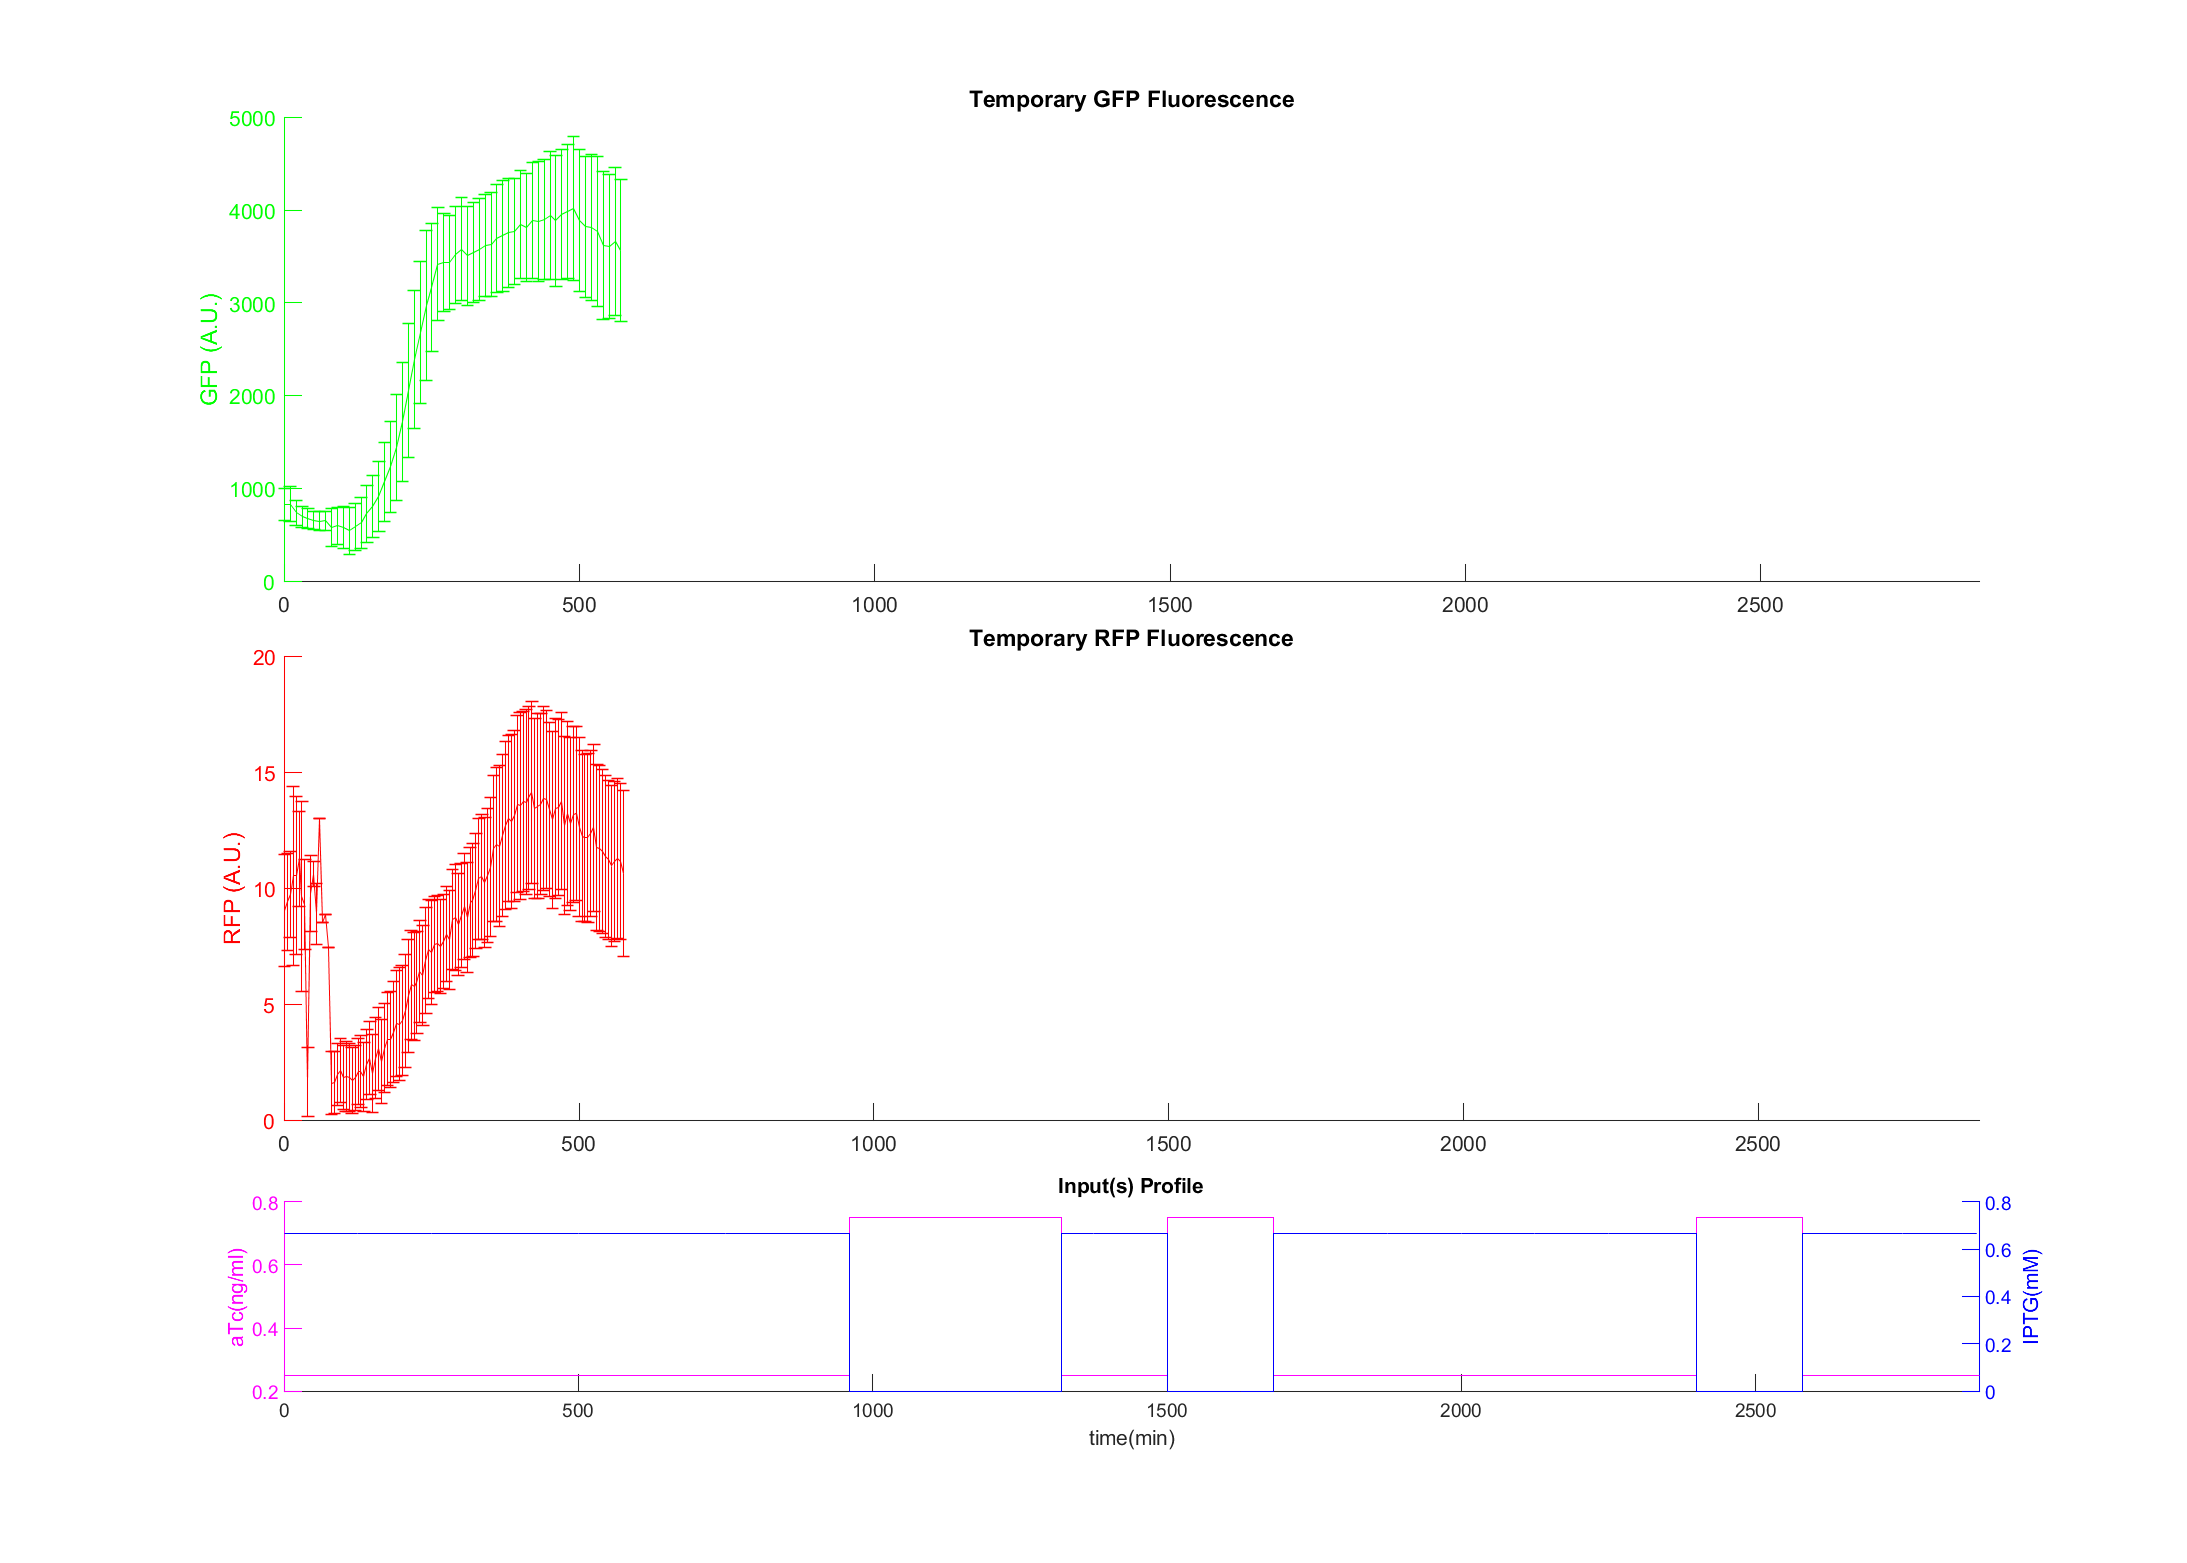 Temporary GFP Fluorescence
5000
4000
3000
2000
1000
0
GFP (A.U.)
0 500 1000 1500 2000 2500
Temporary RFP Fluorescence
20
15
10
5
0
RFP (A.U.)
0 500 1000 1500 2000 2500
Input(s) Profile
0.8
0.6
0.4
0.2
aTc(ng/ml)
0.8
0.6
0.4
0.2
0
IPTG(mM)
0 500 1000 1500 2000 2500
time(min)